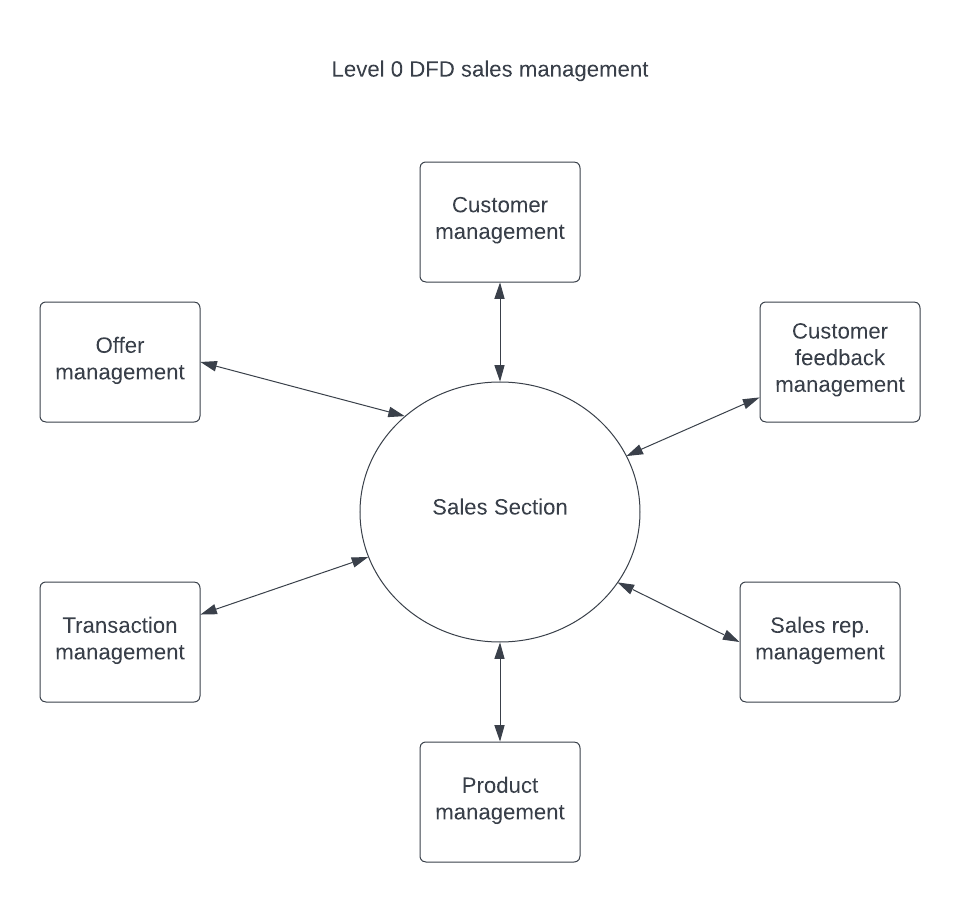 Level 0 DFD sales management
Customer
management
Offer
management
Customer
feedback
management
Sales Section
Transaction
management
Sales rep.
management
Product
management